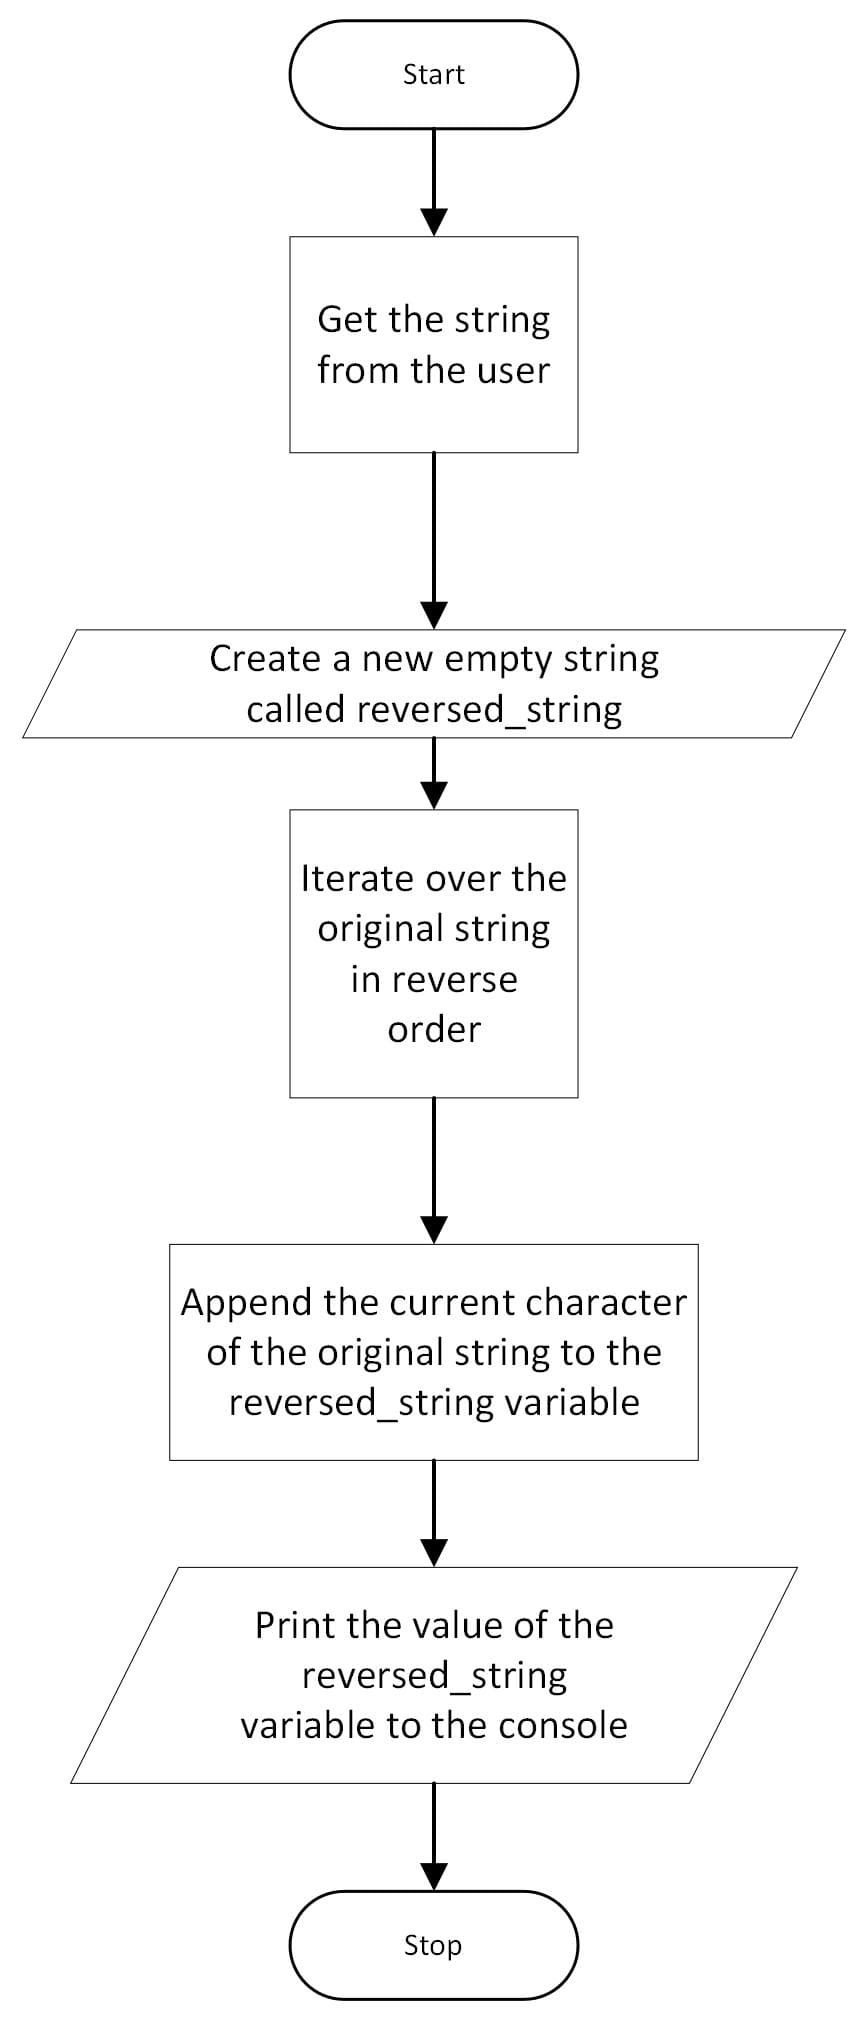 Start
Get the string
from the user
Create a new empty string
called reversed_string
Iterate over the
original string
in reverse
order
Append the current character
of the original string to the
reversed_string variable
Print the value of the
reversed_string
variable to the console
Stop